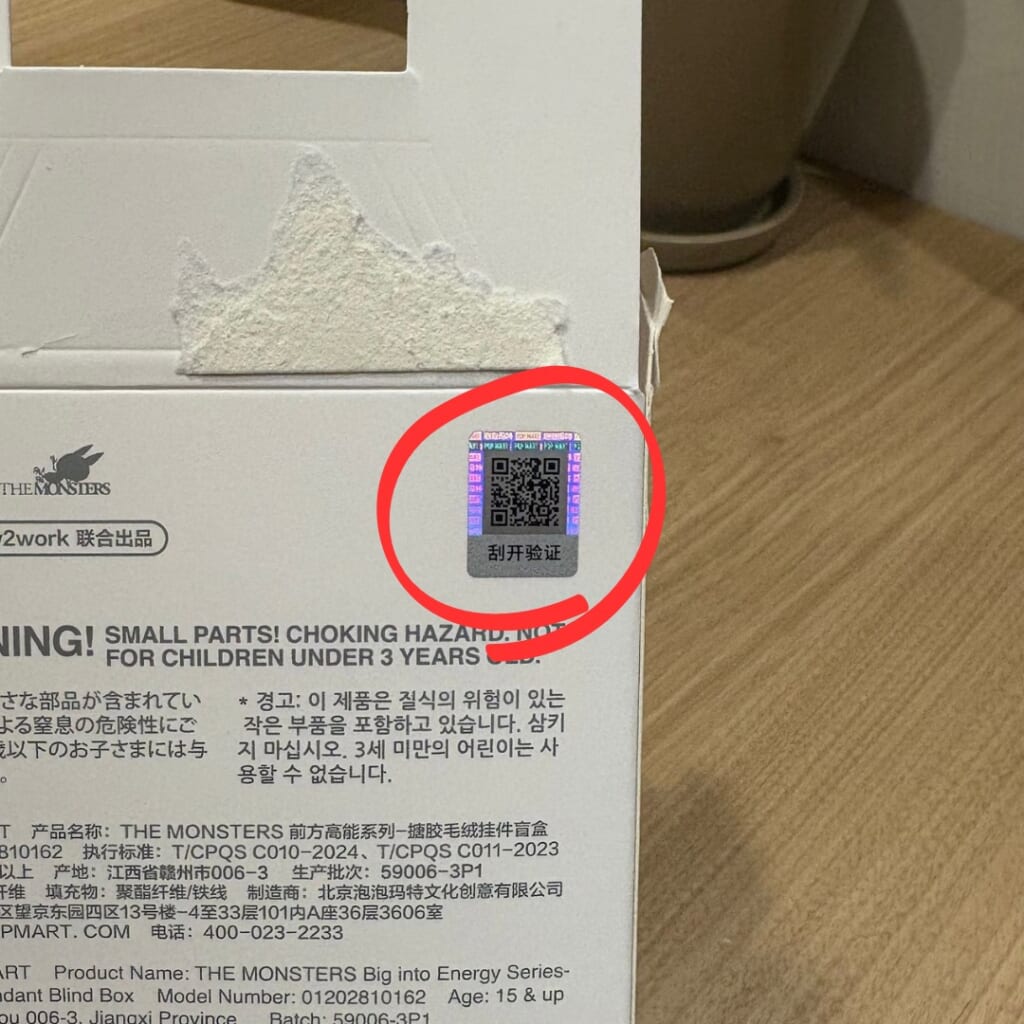 THE MONSTERS
2work 联合出品
POP MART
刮开验证
NING! SMALL PARTS! CHOKING HAZARD. NOT
FOR CHILDREN UNDER 3 YEARS OLD.
さな部品が含まれてい
よる窒息の危険性にご
歳以下のお子さまには与
。
* 경고: 이 제품은 질식의 위험이 있는
작은 부품을 포함하고 있습니다. 삼키
지 마십시오. 3세 미만의 어린이는 사
용할 수 없습니다.
T 产品名称：THE MONSTERS 前方高能系列-搪胶毛绒挂件盲盒
810162 执行标准：T/CPQS C010-2024、T/CPQS C011-2023
以上 产地：江西省赣州市006-3 生产批次：59006-3P1
纤维 填充物：聚酯纤维/铁线 制造商：北京泡泡玛特文化创意有限公司
区望京东园四区13号楼-4至33层101内A座36层3606室
PMART. COM 电话：400-023-2233
ART Product Name: THE MONSTERS Big into Energy Series-
ndant Blind Box Model Number: 01202810162 Age: 15 & up
ou 006-3, Jiangxi Province Batch: 59006-3P1